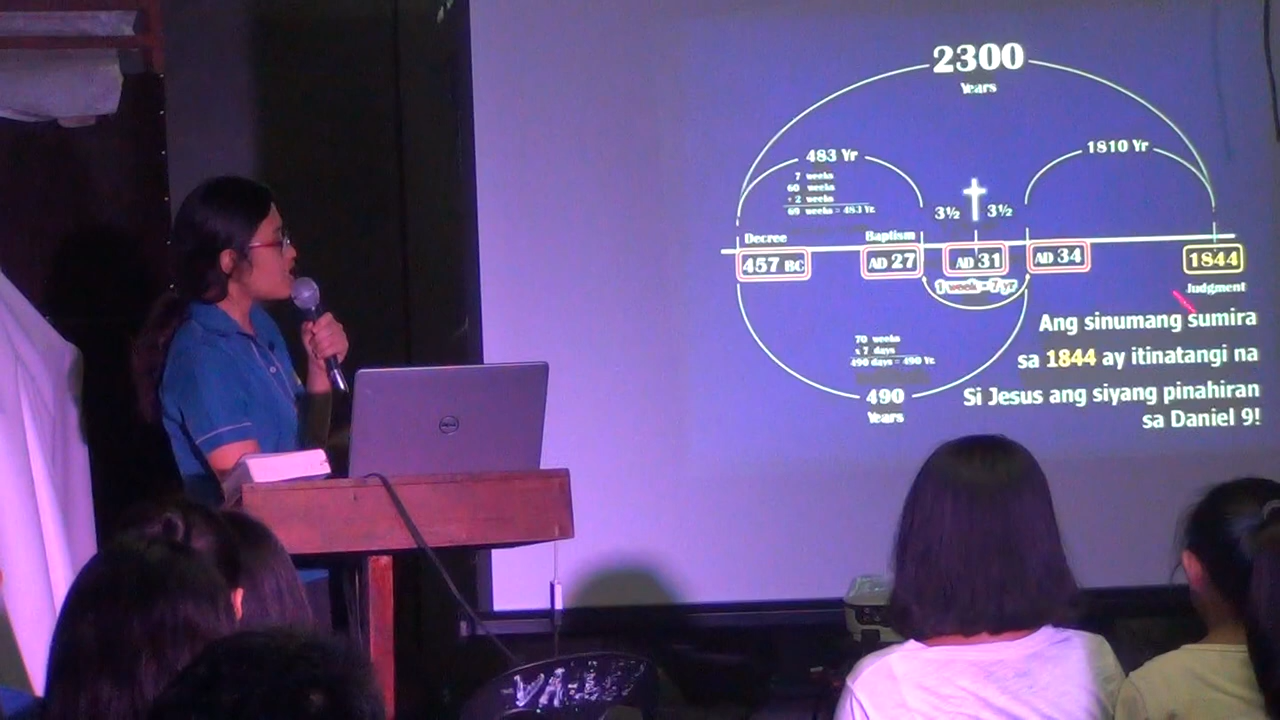 2300
Years
483 Yr
1810 Yr
7 weeks
60 weeks
+ 2 weeks
69 weeks = 483 Yr.
3½ 3½
Decree
Baptism
457 BC
AD 27
AD 31
AD 34
1844
1 week = 7 yr
Judgment
Ang sinumang sumira
sa 1844 ay itinatangi na
Si Jesus ang siyang pinahiran
sa Daniel 9!
70 weeks
x 7 days
490 days = 490 Yr.
490
Years
DELL